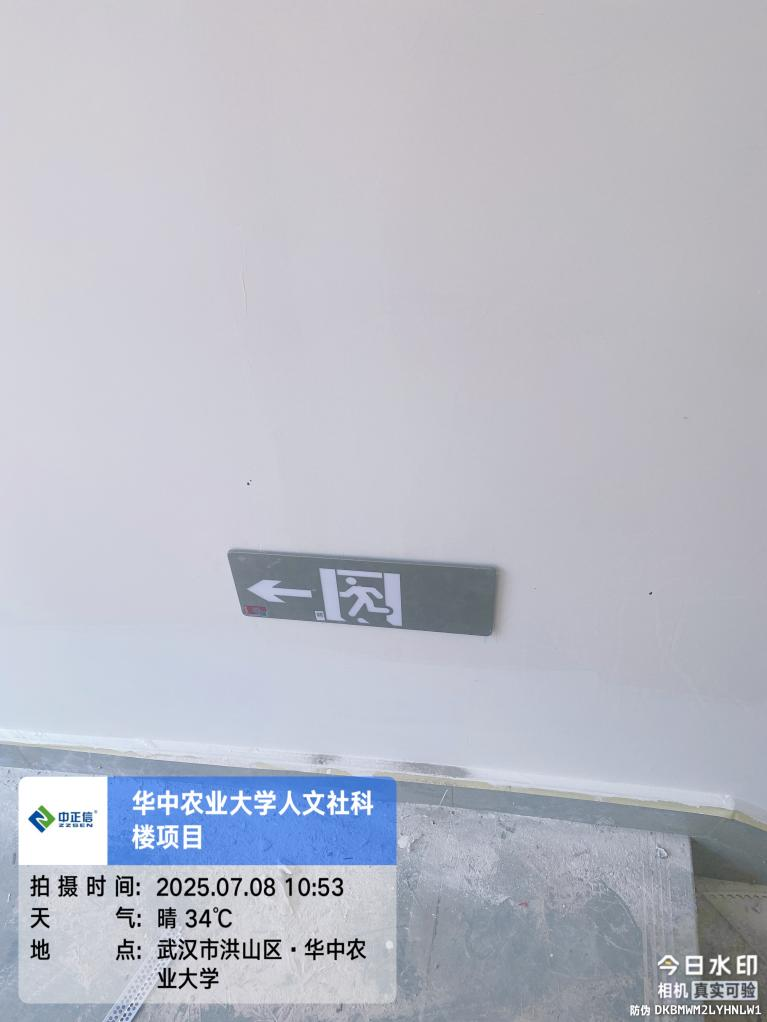 中正信
ZZSEN
华中农业大学人文社科
楼项目
拍摄时间: 2025.07.08 10:53
天气: 晴 34℃
地点: 武汉市洪山区·华中农
业大学
今日水印
相机 真实可验
防伪 DKBMWM2LYHNLW1